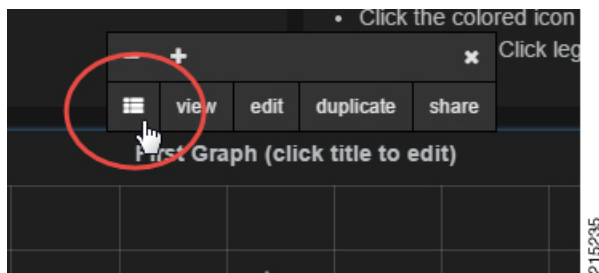 • Click the colored icon
Click leg
view edit duplicate share
First Graph (click title to edit)
215235